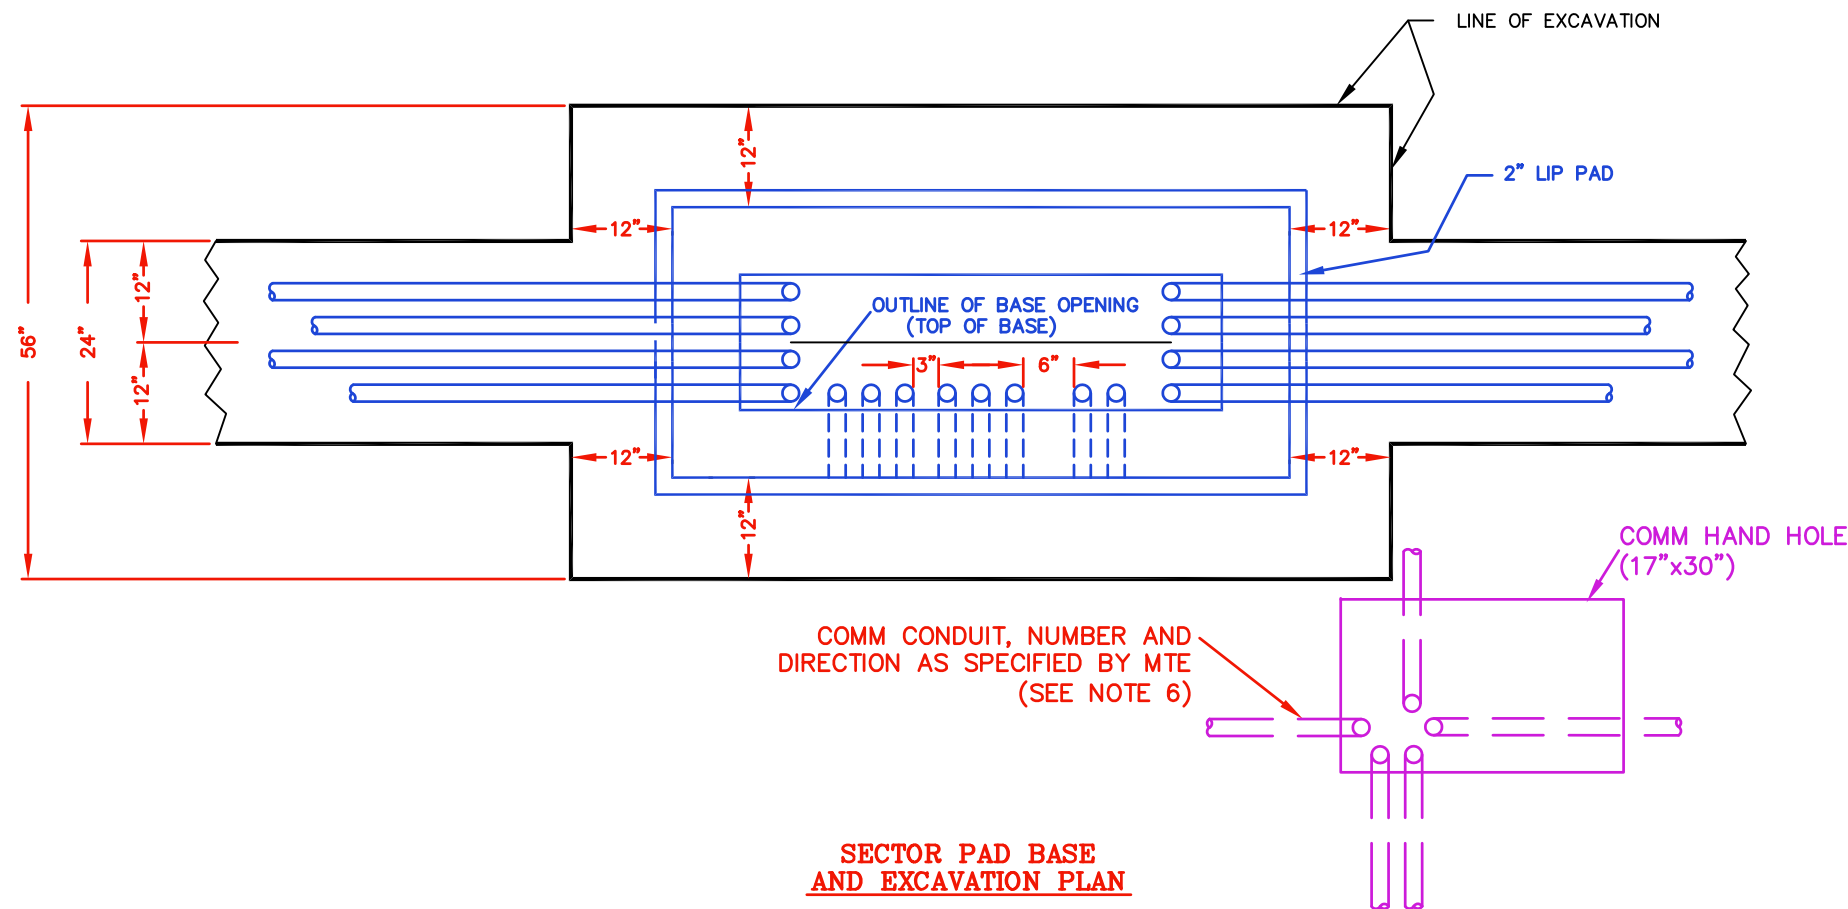 LINE OF EXCAVATION
12"
2" LIP PAD
12"
12"
12"
OUTLINE OF BASE OPENING
(TOP OF BASE)
56"
24"
3"
6"
12"
12"
12"
12"
COMM HAND HOLE
(17"x30")
COMM CONDUIT, NUMBER AND
DIRECTION AS SPECIFIED BY MTE
(SEE NOTE 6)
SECTOR PAD BASE
AND EXCAVATION PLAN